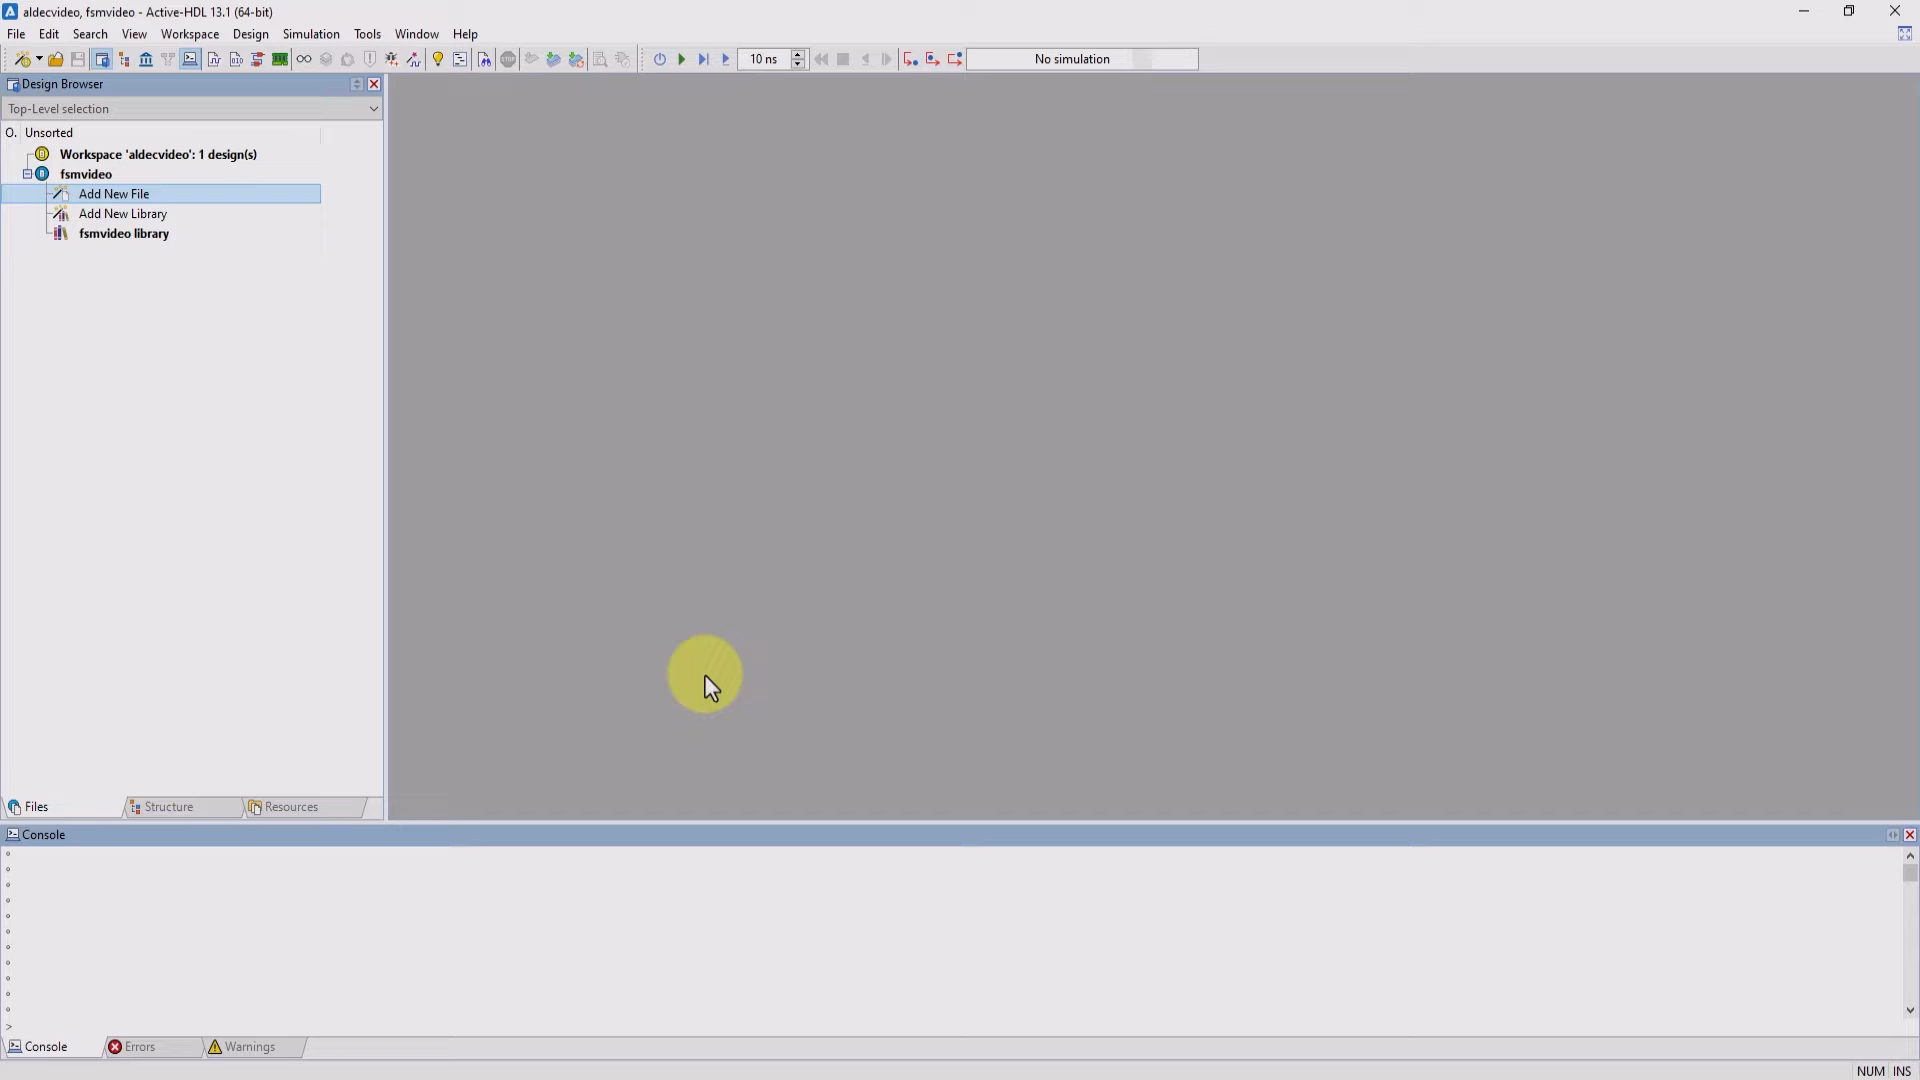 aldecvideo, fsmvideo - Active-HDL 13.1 (64-bit)
File Edit Search View Workspace Design Simulation Tools Window Help
10 ns No simulation
Design Browser
Top-Level selection
O. Unsorted
Workspace 'aldecvideo': 1 design(s)
fsmvideo
Add New File
Add New Library
fsmvideo library
Files Structure Resources
Console
>
Console Errors Warnings
NUM INS